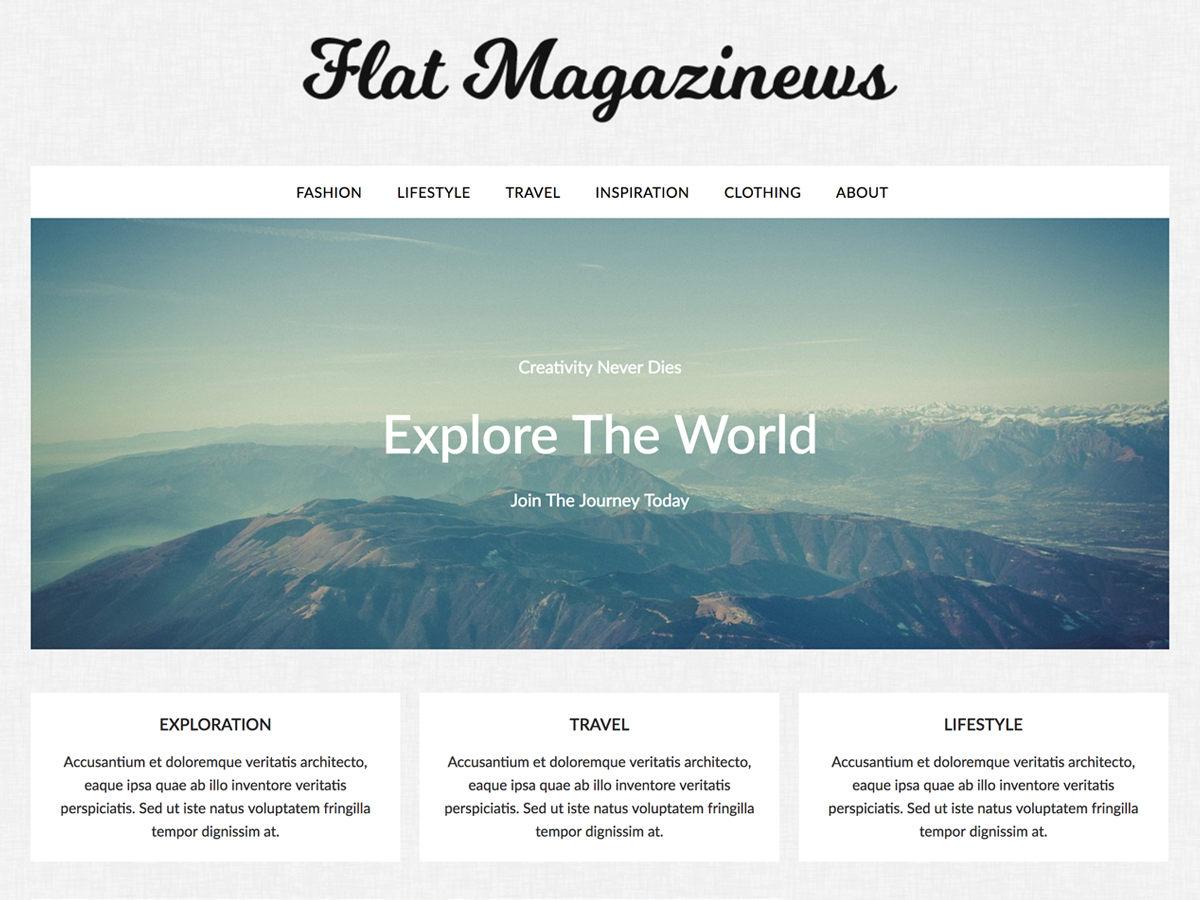 Flat Magazinews
FASHION LIFESTYLE TRAVEL INSPIRATION CLOTHING ABOUT
Creativity Never Dies
Explore The World
Join The Journey Today
EXPLORATION
Accusantium et doloremque veritatis architecto,
eaque ipsa quae ab illo inventore veritatis
perspiciatis. Sed ut iste natus voluptatem fringilla
tempor dignissim at.
TRAVEL
Accusantium et doloremque veritatis architecto,
eaque ipsa quae ab illo inventore veritatis
perspiciatis. Sed ut iste natus voluptatem fringilla
tempor dignissim at.
LIFESTYLE
Accusantium et doloremque veritatis architecto,
eaque ipsa quae ab illo inventore veritatis
perspiciatis. Sed ut iste natus voluptatem fringilla
tempor dignissim at.